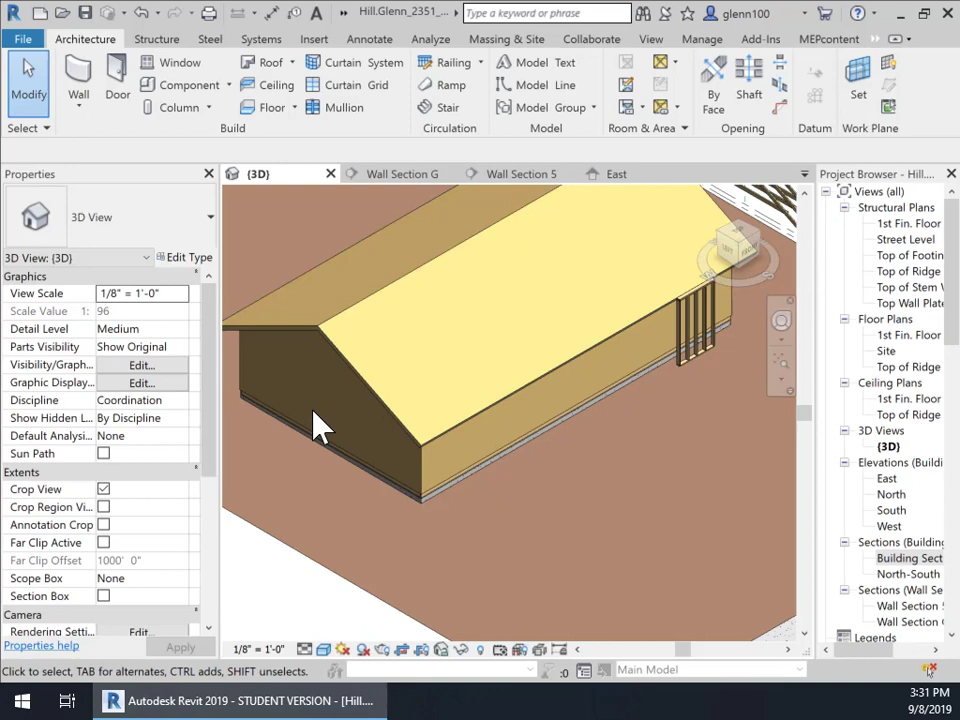 Hill.Glenn_2351_...
Type a keyword or phrase
glenn100
File
Architecture
Structure
Steel
Systems
Insert
Annotate
Analyze
Massing & Site
Collaborate
View
Manage
Add-Ins
MEPcontent
Modify
Wall
Door
Window
Component
Column
Roof
Ceiling
Floor
Curtain System
Curtain Grid
Mullion
Railing
Ramp
Stair
Model Text
Model Line
Model Group
By Face
Shaft
Set
Select
Build
Circulation
Model
Room & Area
Opening
Datum
Work Plane
Properties
{3D}
Wall Section G
Wall Section 5
East
Project Browser - Hill....
3D View
3D View: {3D}
Edit Type
Graphics
View Scale 1/8" = 1'-0"
Scale Value 1: 96
Detail Level Medium
Parts Visibility Show Original
Visibility/Graph... Edit...
Graphic Display... Edit...
Discipline Coordination
Show Hidden L... By Discipline
Default Analysi... None
Sun Path
Extents
Crop View
Crop Region Vi...
Annotation Crop
Far Clip Active
Far Clip Offset 1000' 0"
Scope Box None
Section Box
Camera
Rendering Setti... Edit...
Properties help
Apply
Views (all)
Structural Plans
1st Fin. Floor
Street Level
Top of Footin
Top of Ridge
Top of Stem W
Top Wall Plate
Floor Plans
1st Fin. Floor
Site
Top of Ridge
Ceiling Plans
1st Fin. Floor
Top of Ridge
3D Views
{3D}
Elevations (Buildi
East
North
South
West
Sections (Building
Building Sect
North-South
Sections (Wall Se
Wall Section 5
Wall Section
Legends
1/8" = 1'-0"
Click to select, TAB for alternates, CTRL adds, SHIFT unselects.
:0
Main Model
Autodesk Revit 2019 - STUDENT VERSION - [Hill....
3:31 PM
9/8/2019